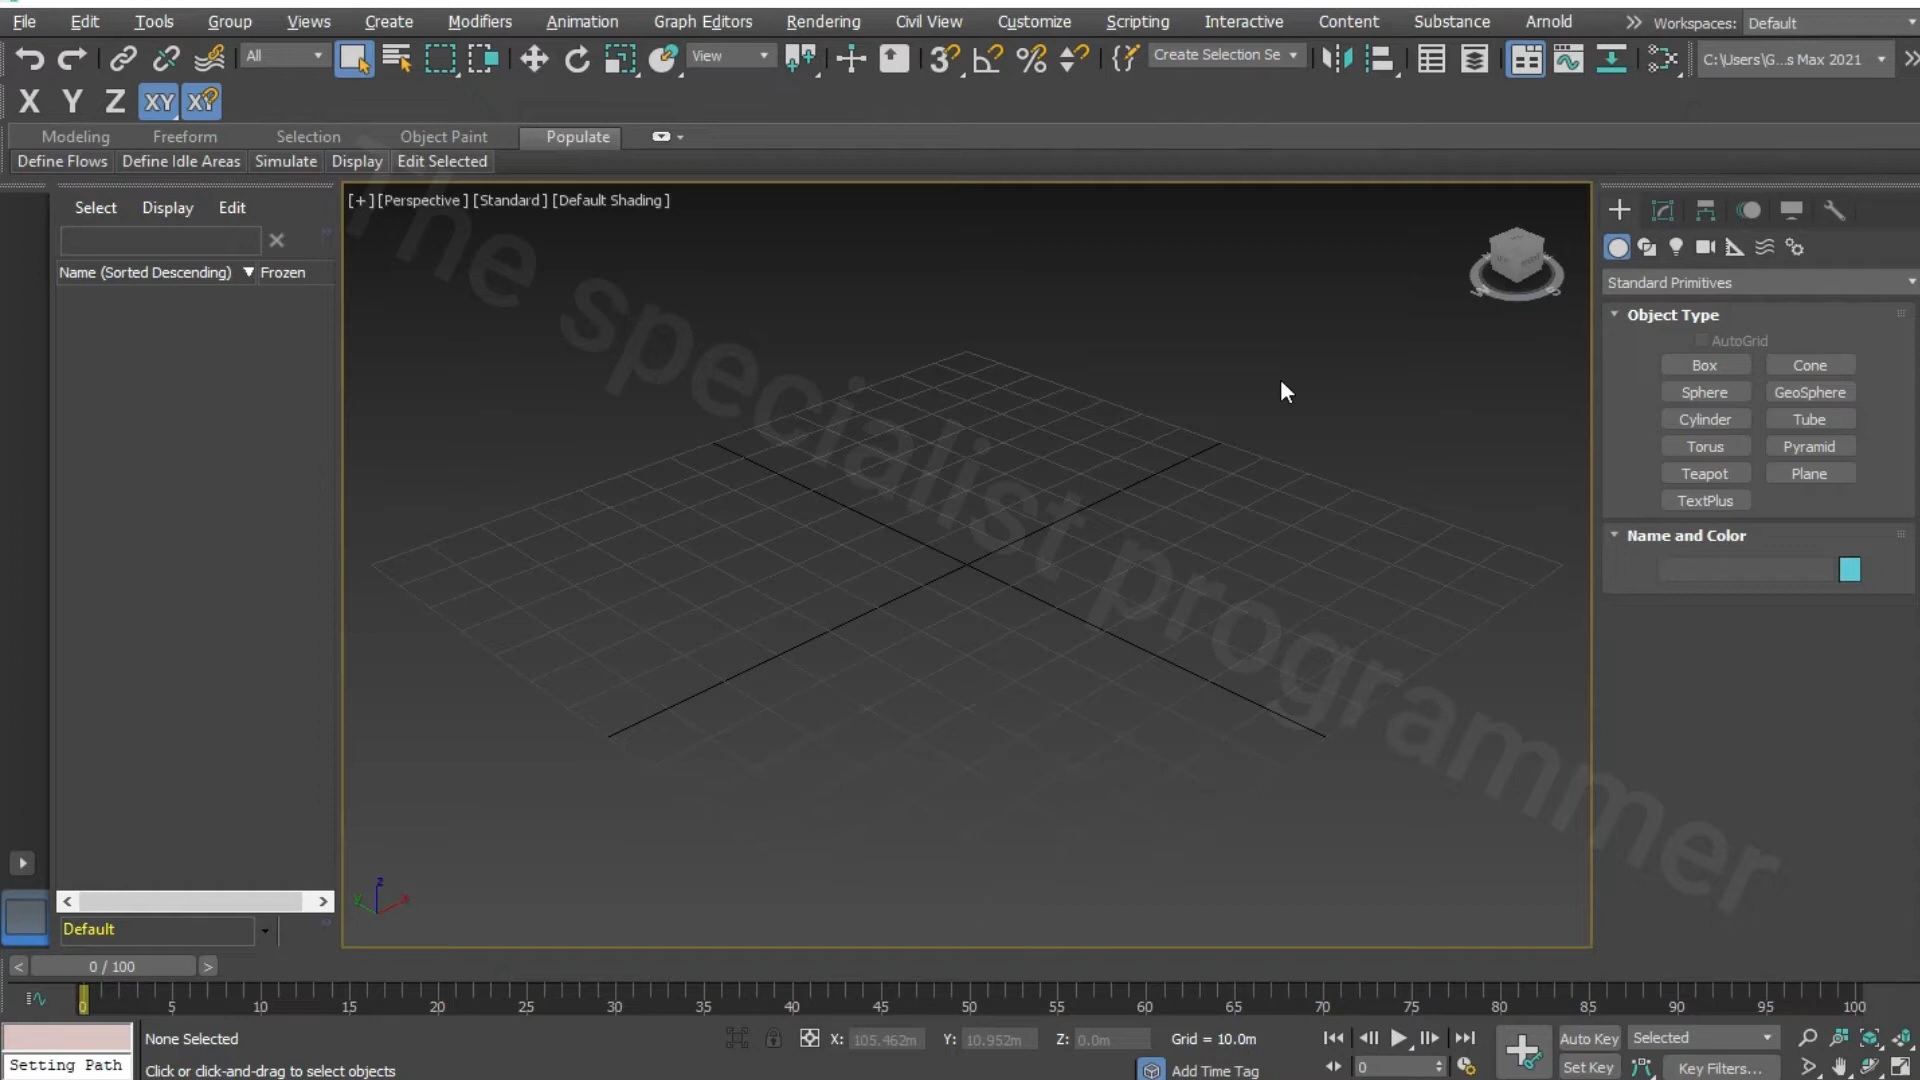 File Edit Tools Group Views Create Modifiers Animation Graph Editors Rendering Civil View Customize Scripting Interactive Content Substance Arnold Workspaces: Default
All View 3 Create Selection Se C:\Users\G...s Max 2021
X Y Z XY XY
Modeling Freeform Selection Object Paint Populate
Define Flows Define Idle Areas Simulate Display Edit Selected
Select Display Edit
Name (Sorted Descending) Frozen
[+] [Perspective] [Standard] [Default Shading]
The specialist programmer
Standard Primitives
Object Type
AutoGrid
Box Cone
Sphere GeoSphere
Cylinder Tube
Torus Pyramid
Teapot Plane
TextPlus
Name and Color
z
y x
Default
< 0 / 100 >
0 5 10 15 20 25 30 35 40 45 50 55 60 65 70 75 80 85 90 95 100
None Selected X: 105.462m Y: 10.952m Z: 0.0m Grid = 10.0m Auto Key Selected
Setting Path Click or click-and-drag to select objects Add Time Tag 0 Set Key Key Filters...